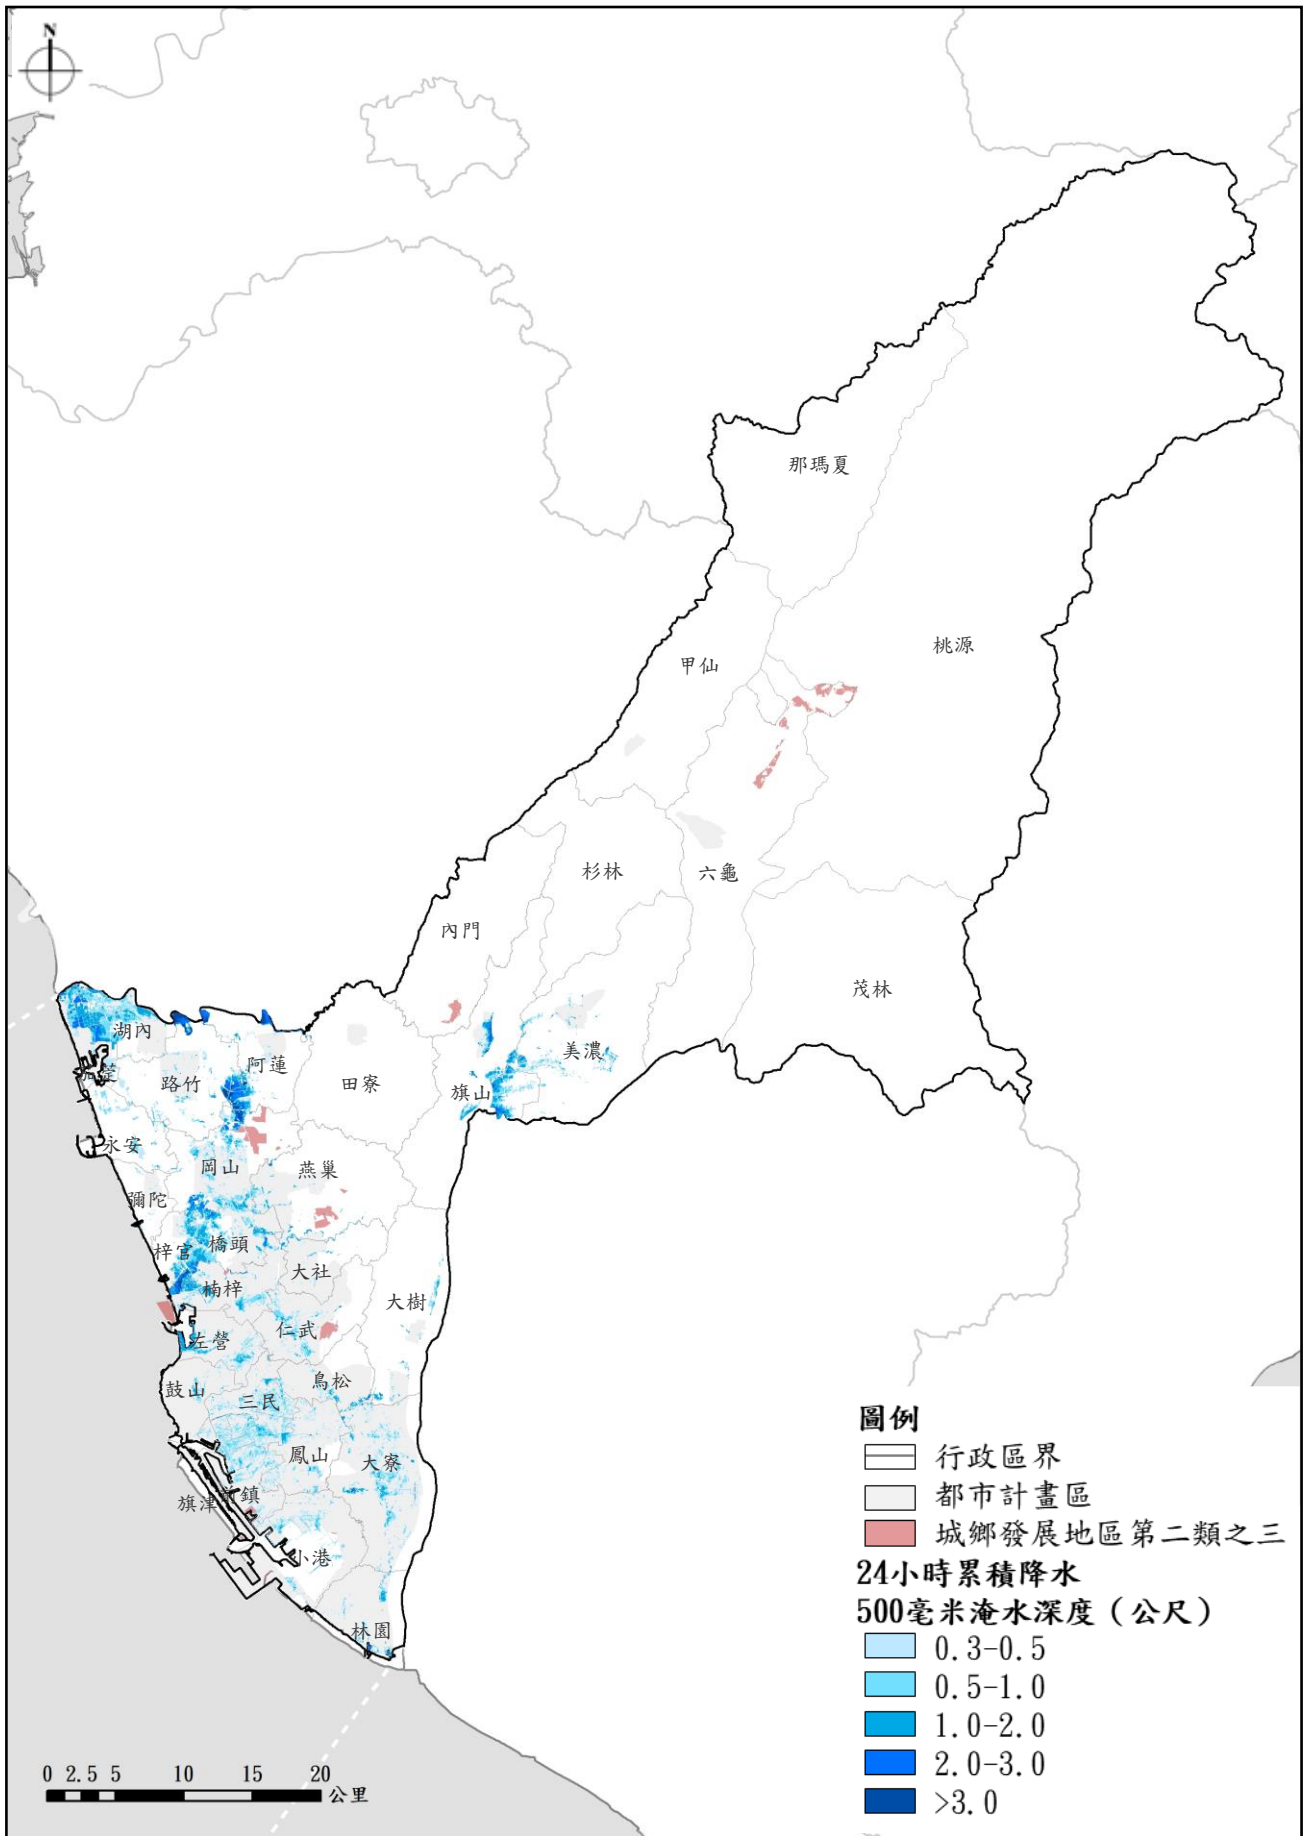 N
那瑪夏
桃源
甲仙
杉林
六龜
內門
茂林
湖內
美濃
阿蓮
路竹
田寮
旗山
永安
岡山
燕巢
彌陀
梓官
橋頭
大社
楠梓
大樹
仁武
左營
鳥松
鼓山
三民
鳳山
大寮
旗津
前鎮
小港
林園
圖例
行政區界
都市計畫區
城鄉發展地區第二類之三
24小時累積降水
500毫米淹水深度（公尺）
0.3-0.5
0.5-1.0
1.0-2.0
2.0-3.0
>3.0
0 2.5 5 10 15 20
公里